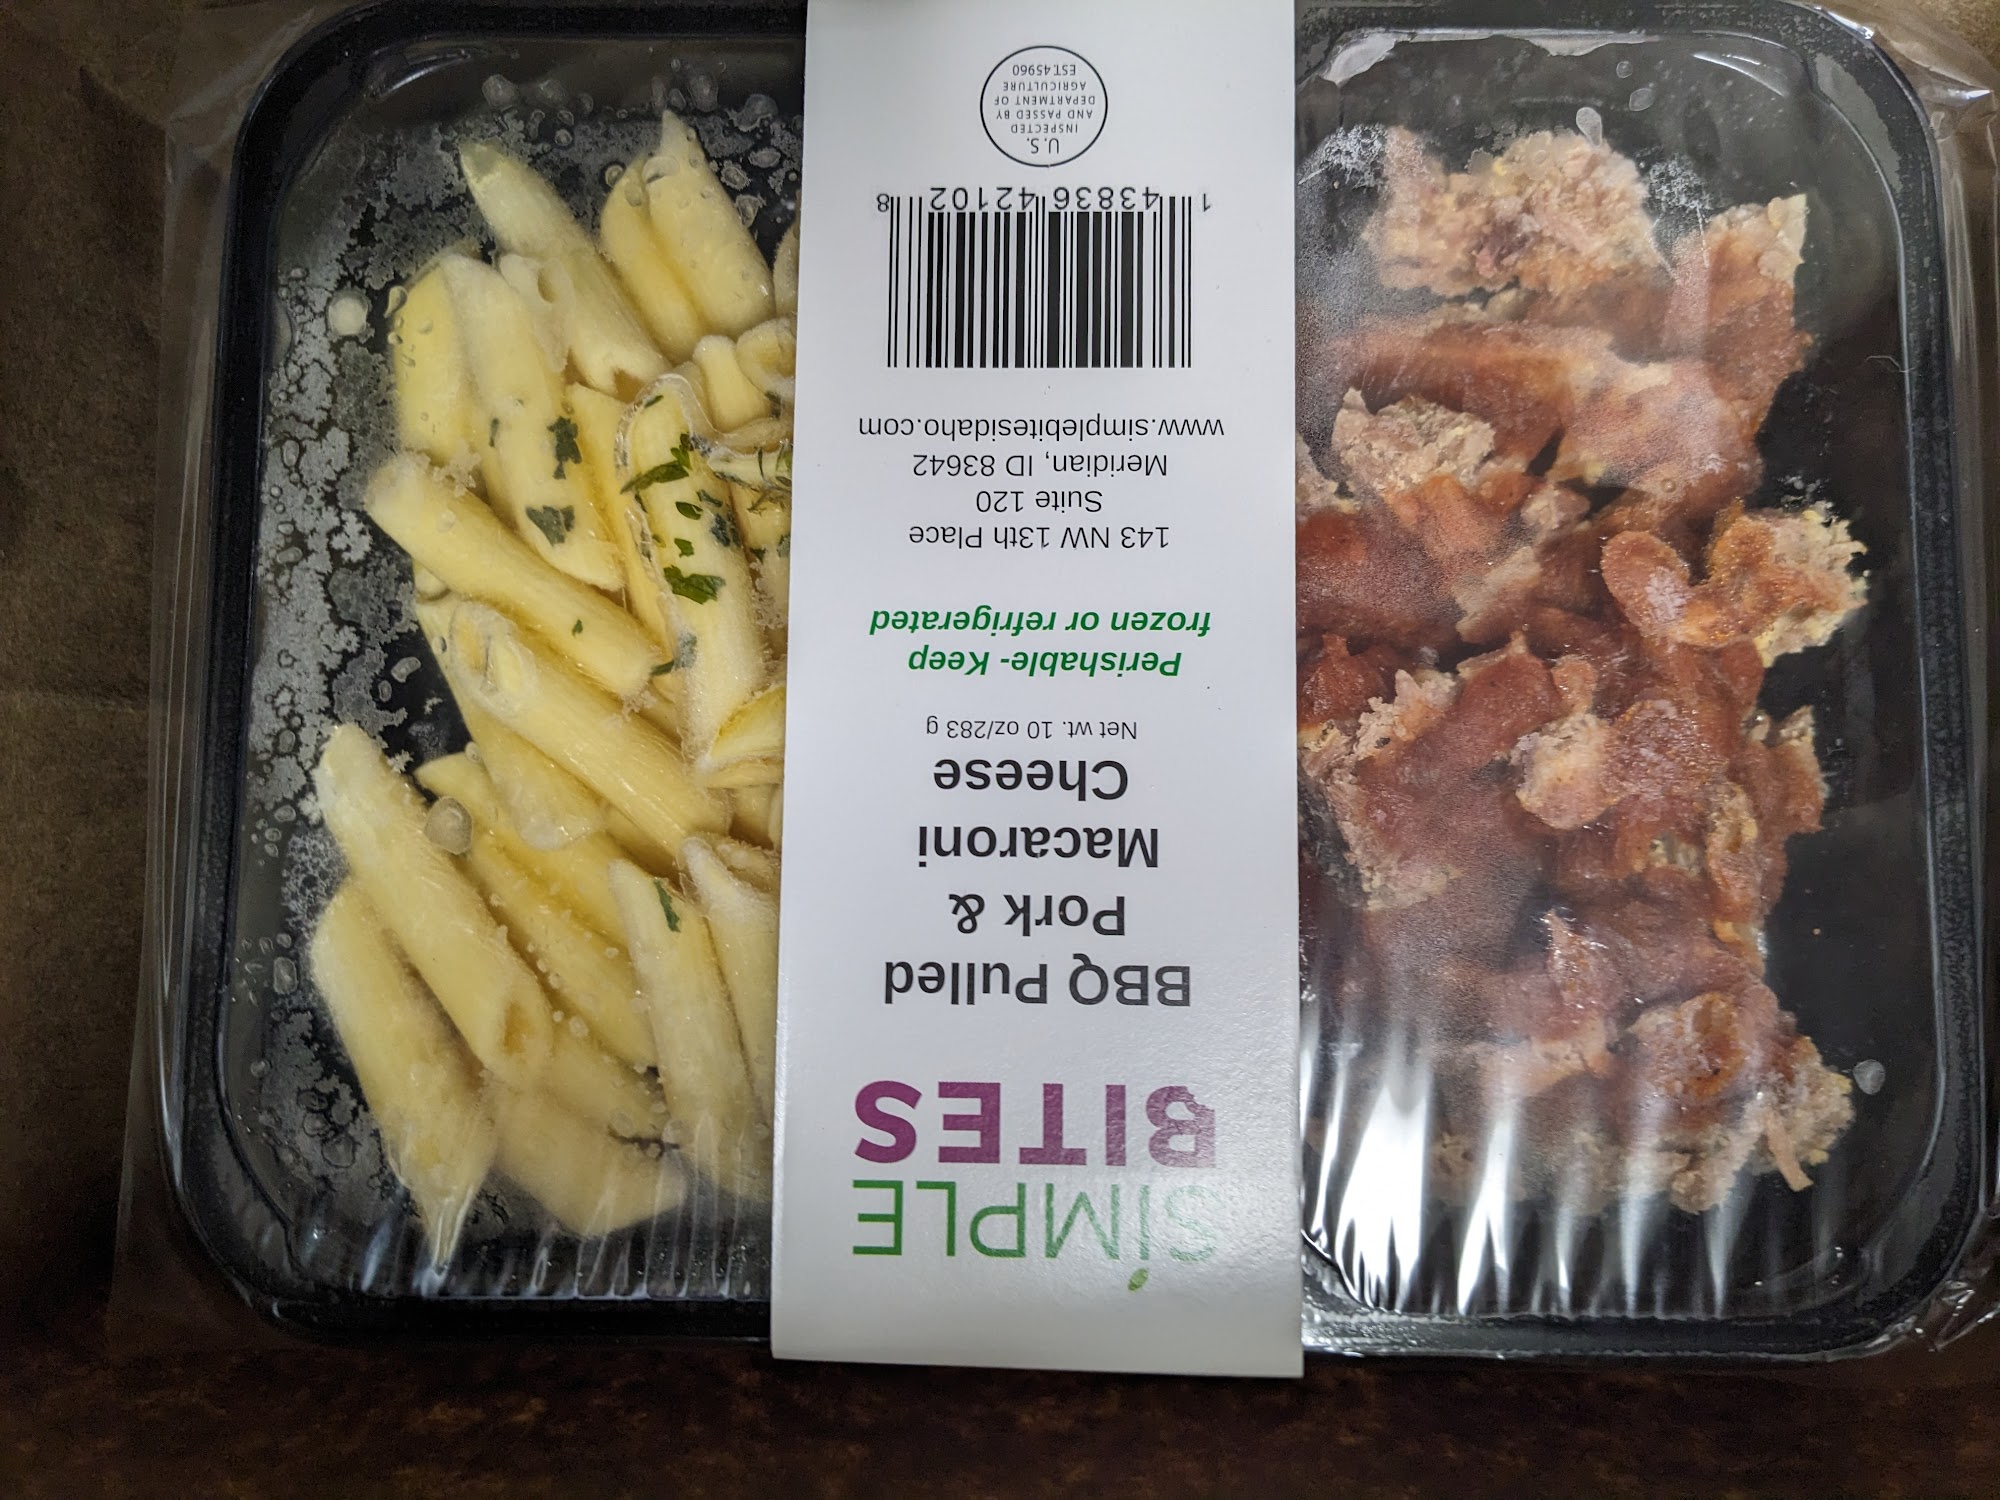 SIMPLE
BITES
BBQ Pulled
Pork &
Macaroni
Cheese
Net wt. 10 oz/283 g
Perishable- Keep
frozen or refrigerated
143 NW 13th Place
Suite 120
Meridian, ID 83642
www.simplebitesidaho.com
1 43836 42102 8
U.S.
INSPECTED
AND PASSED BY
DEPARTMENT OF
AGRICULTURE
EST.45960